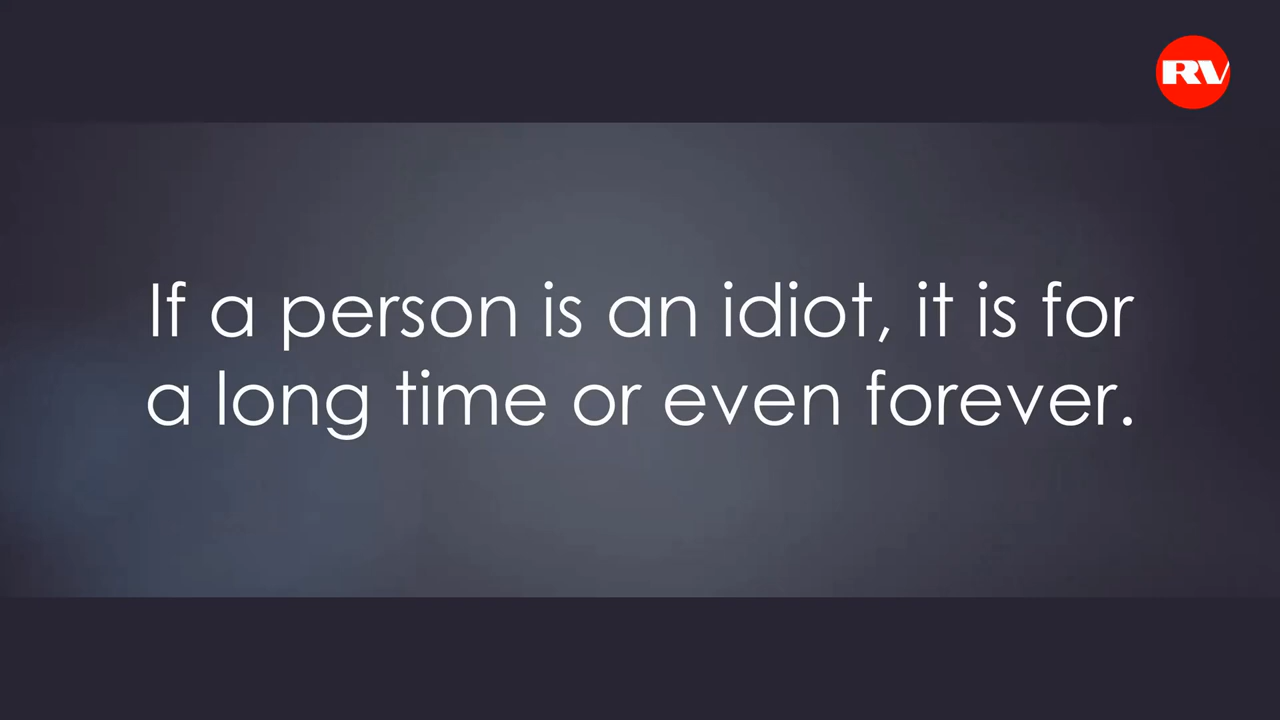 RV
If a person is an idiot, it is for
a long time or even forever.